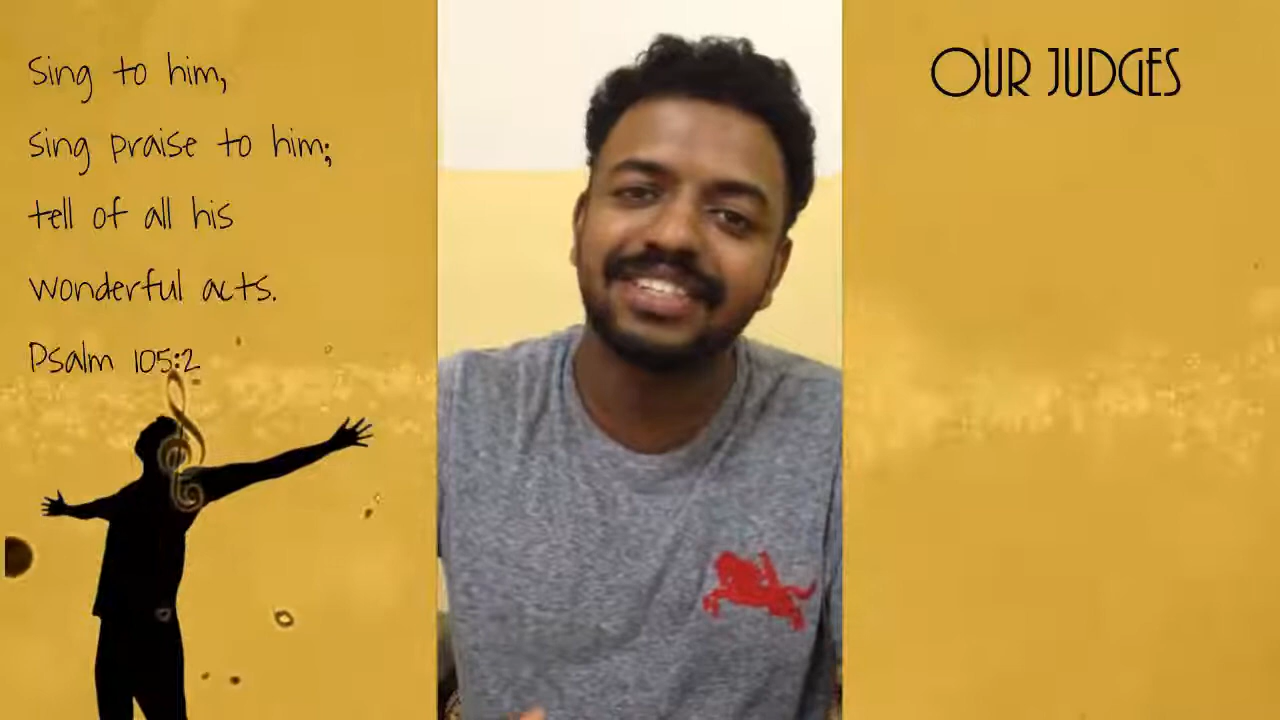 Sing to him,
sing praise to him;
tell of all his
wonderful acts.
Psalm 105:2
OUR JUDGES